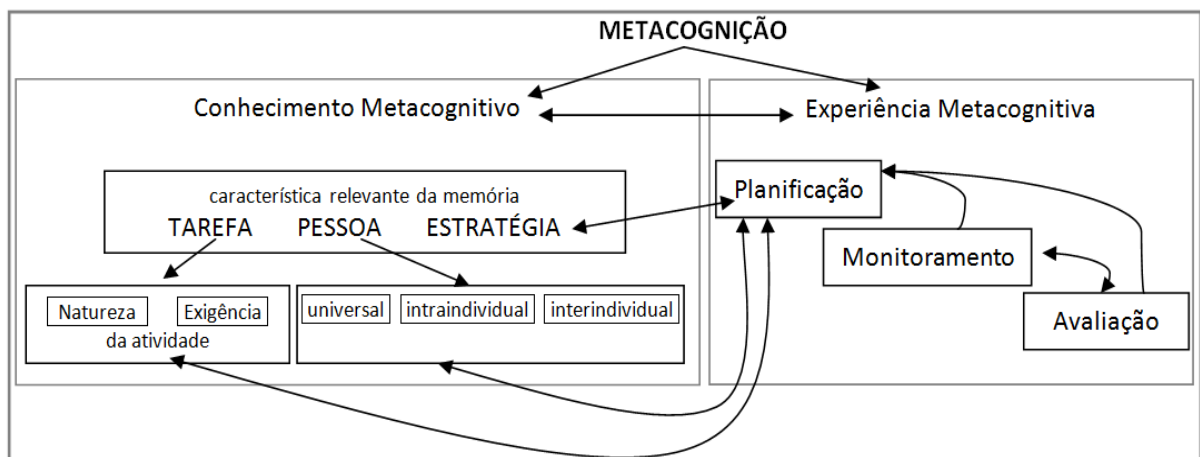 METACOGNIÇÃO
Conhecimento Metacognitivo
Experiência Metacognitiva
característica relevante da memória
TAREFA PESSOA ESTRATÉGIA
Natureza Exigência
da atividade
universal intraindividual interindividual
Planificação
Monitoramento
Avaliação